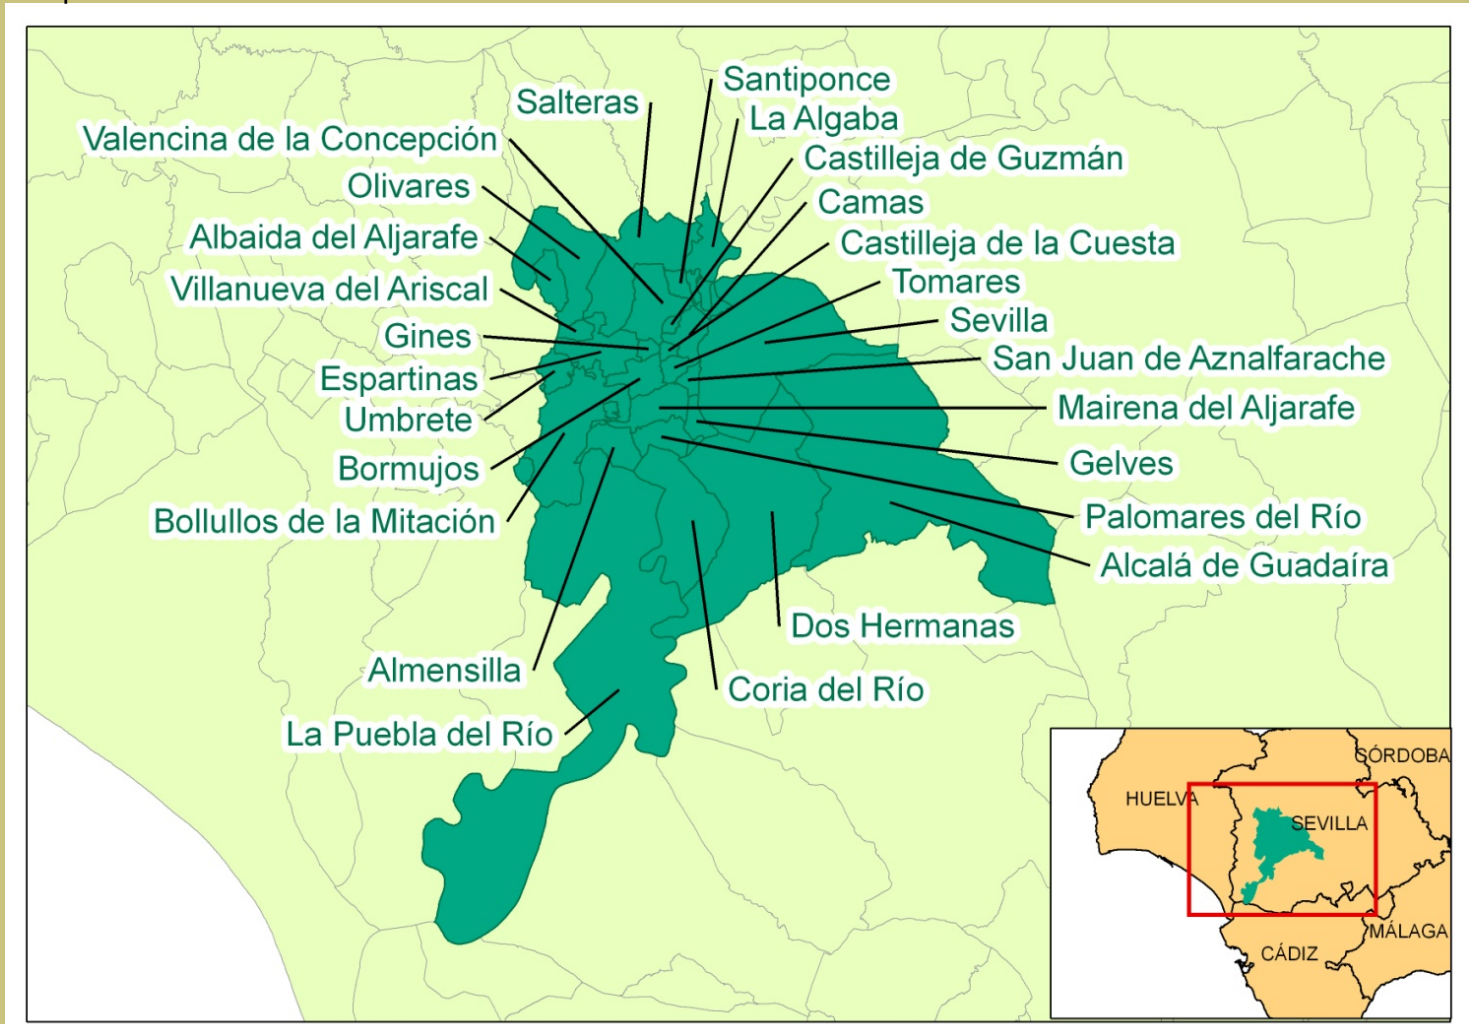 Santiponce
Salteras
La Algaba
Valencina de la Concepción
Castilleja de Guzmán
Olivares
Camas
Albaida del Aljarafe
Castilleja de la Cuesta
Villanueva del Ariscal
Tomares
Gines
Sevilla
Espartinas
San Juan de Aznalfarache
Umbrete
Mairena del Aljarafe
Bormujos
Gelves
Bollullos de la Mitación
Palomares del Río
Alcalá de Guadaíra
Dos Hermanas
Almensilla
Coria del Río
La Puebla del Río
CÓRDOBA
HUELVA
SEVILLA
MÁLAGA
CÁDIZ